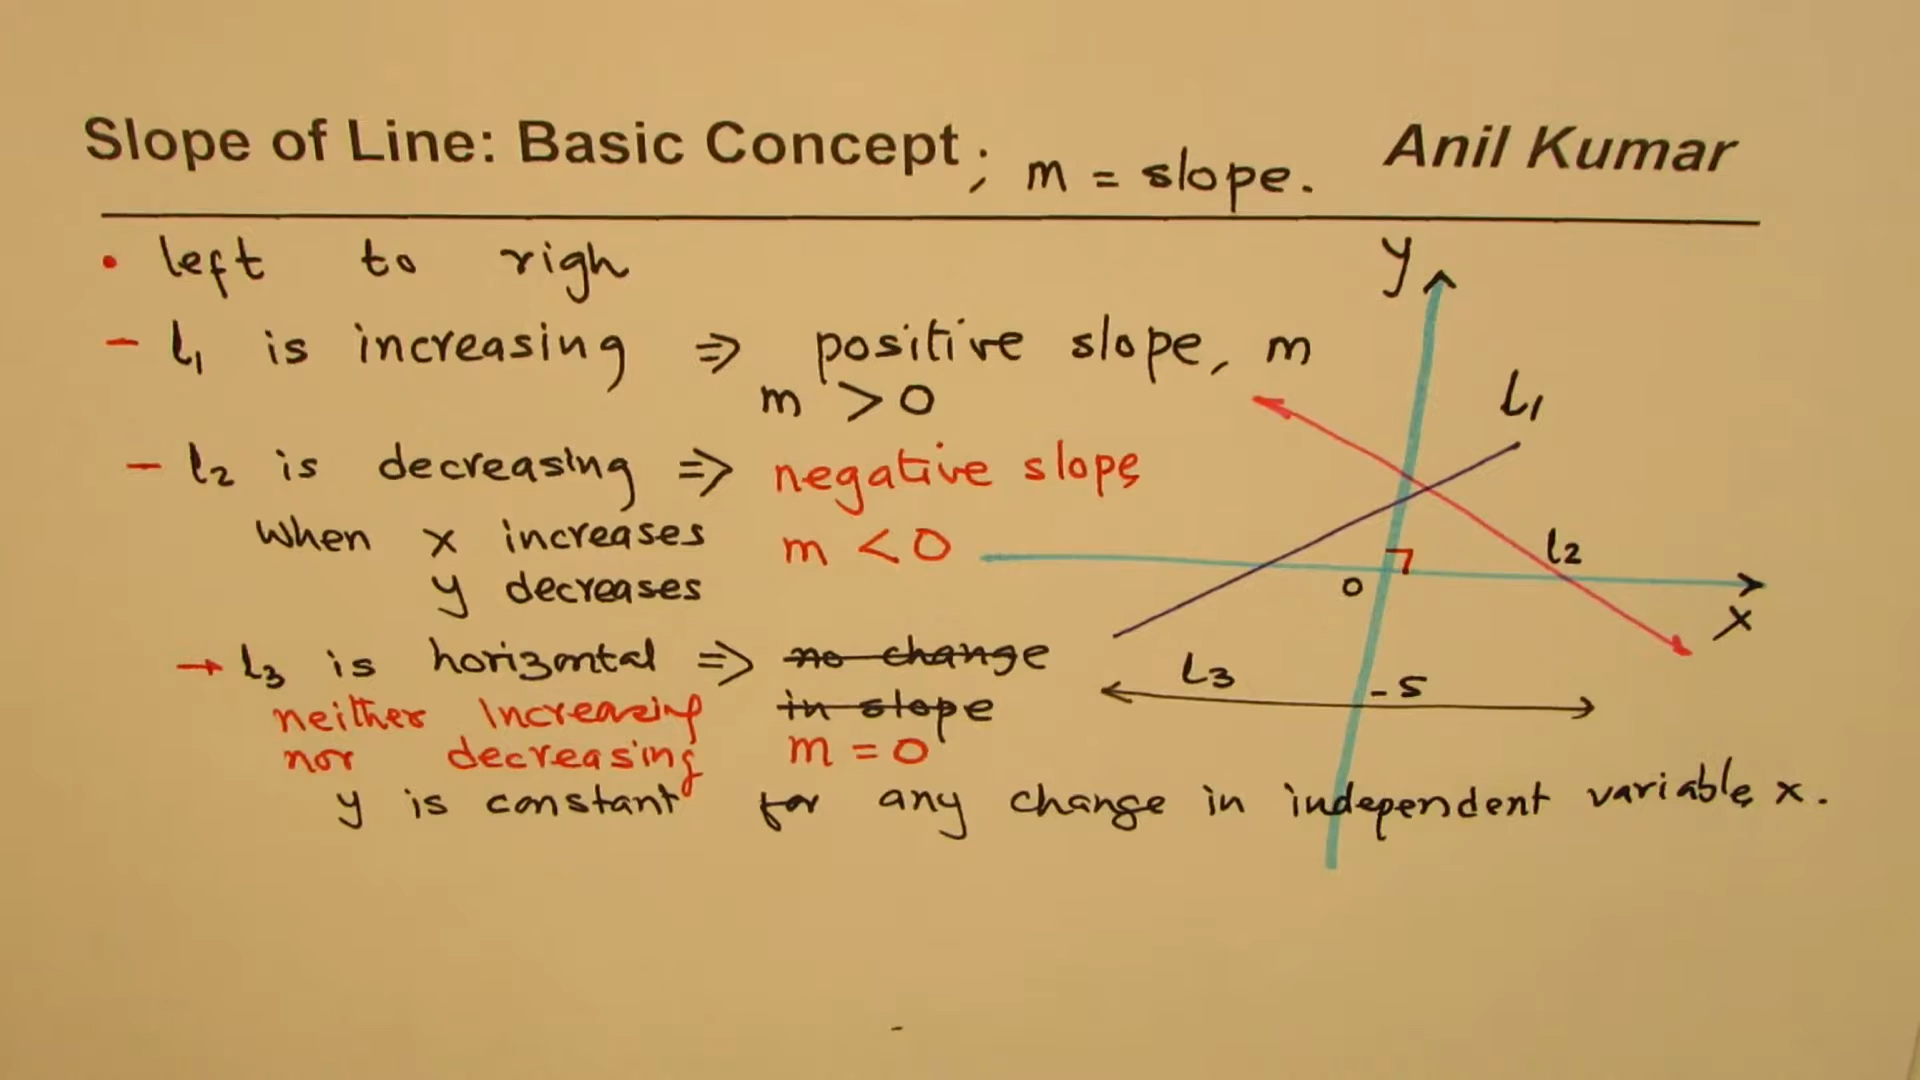 Slope of Line: Basic Concept ; m = slope. Anil Kumar
• left to righ
- l₁ is increasing ⇒ positive slope, m
m > 0
- l₂ is decreasing ⇒ negative slope,
when x increases m < 0
y decreases
→ l₃ is horizontal ⇒ no change
neither Increasing in slope
nor decreasing m = 0
y is constant for any change in independent variable x.
y
L₁
l₂
0
x
L₃
-5